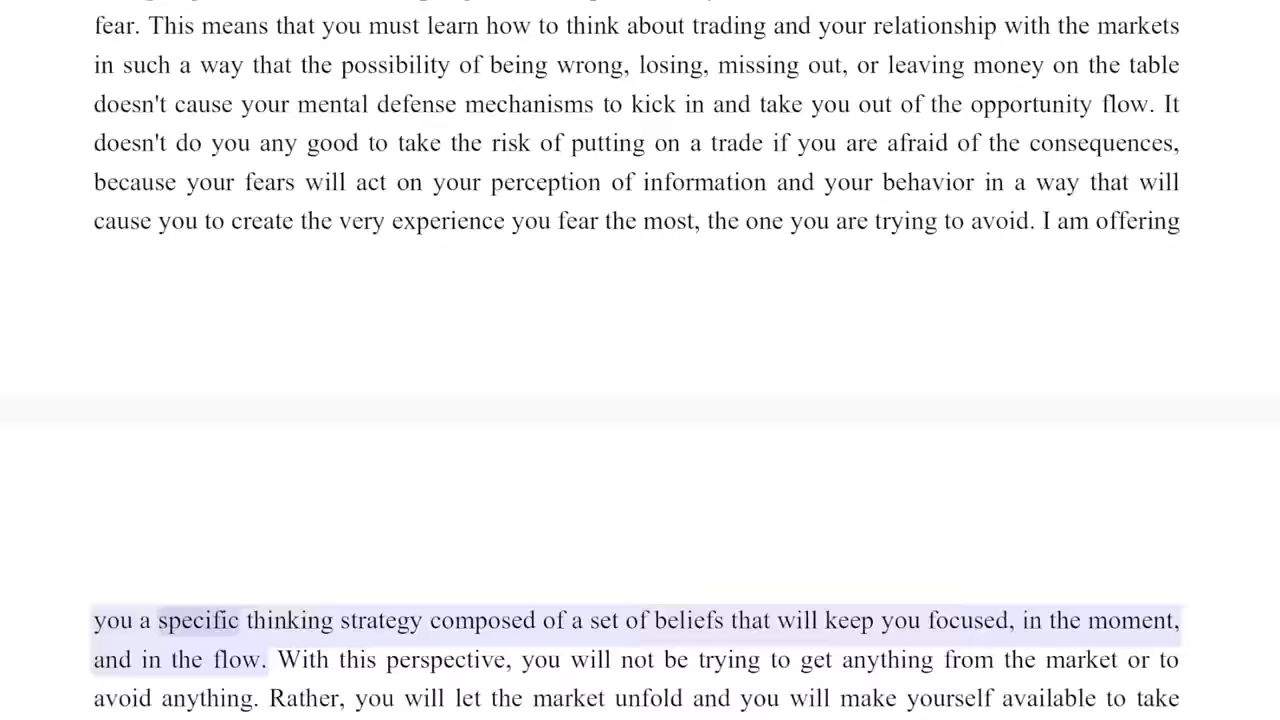 fear. This means that you must learn how to think about trading and your relationship with the markets
in such a way that the possibility of being wrong, losing, missing out, or leaving money on the table
doesn't cause your mental defense mechanisms to kick in and take you out of the opportunity flow. It
doesn't do you any good to take the risk of putting on a trade if you are afraid of the consequences,
because your fears will act on your perception of information and your behavior in a way that will
cause you to create the very experience you fear the most, the one you are trying to avoid. I am offering
you a specific thinking strategy composed of a set of beliefs that will keep you focused, in the moment,
and in the flow. With this perspective, you will not be trying to get anything from the market or to
avoid anything. Rather, you will let the market unfold and you will make yourself available to take